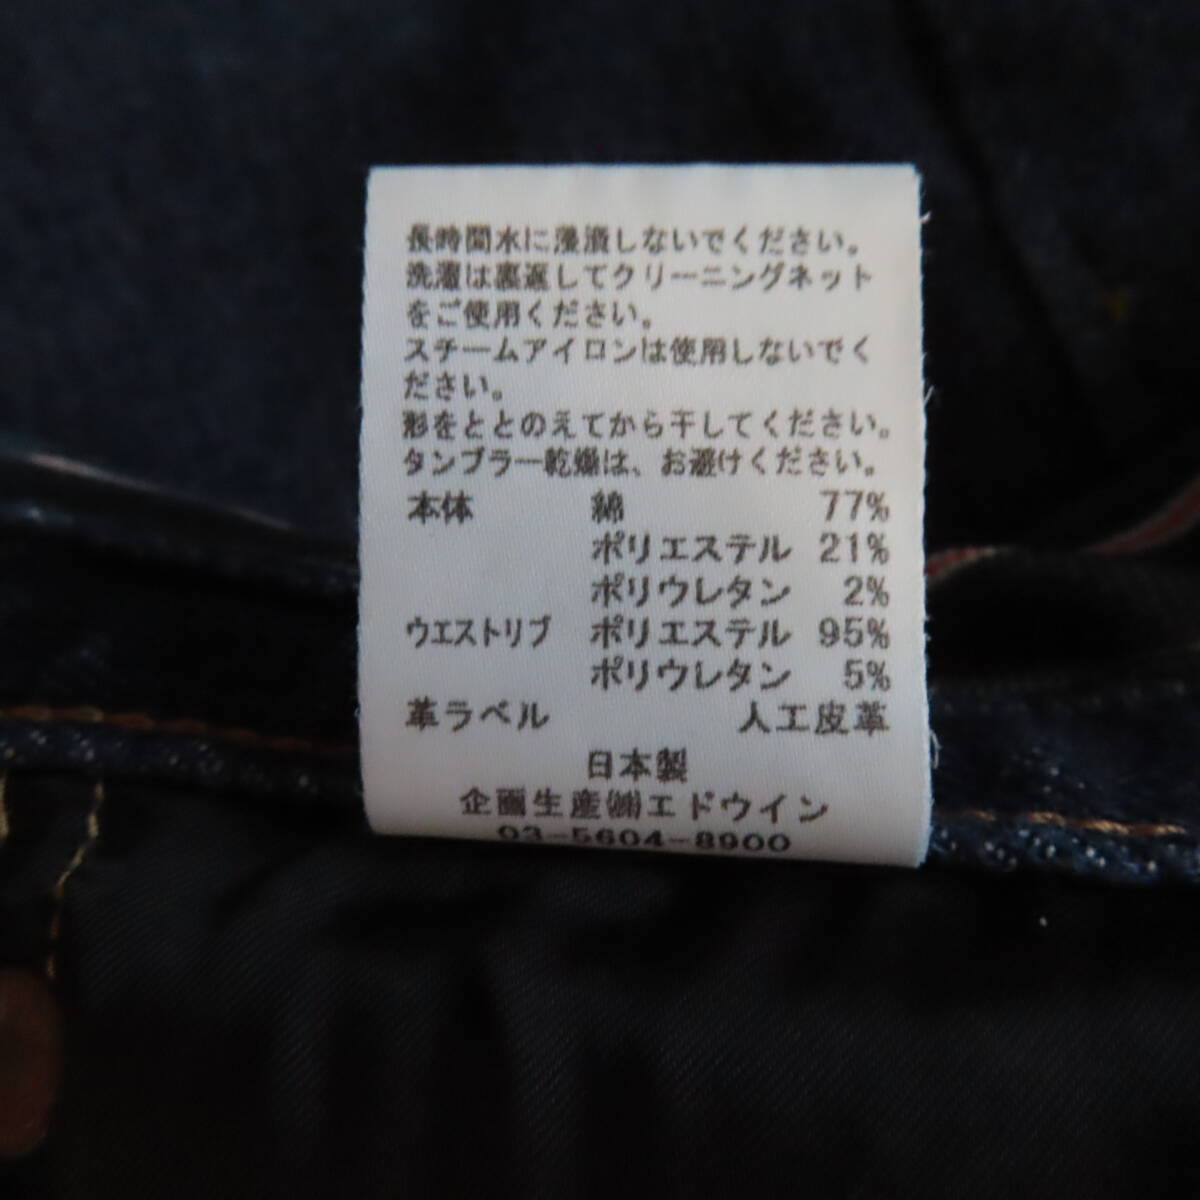 長時間水に浸漬しないでください。
洗濯は裏返してクリーニングネット
をご使用ください。
スチームアイロンは使用しないでく
ださい。
形をととのえてから干してください。
タンブラー乾燥は、お避けください。
本体 綿 77%
ポリエステル 21%
ポリウレタン 2%
ウエストリブ ポリエステル 95%
ポリウレタン 5%
革ラベル 人工皮革
日本製
企画生産㈱エドウイン
03-5604-8900